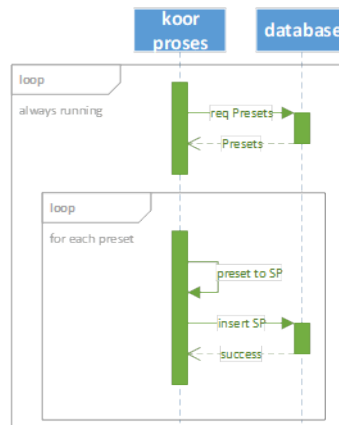 koor
proses
database
loop
always running
req Presets
Presets
loop
for each preset
preset to SP
insert SP
success